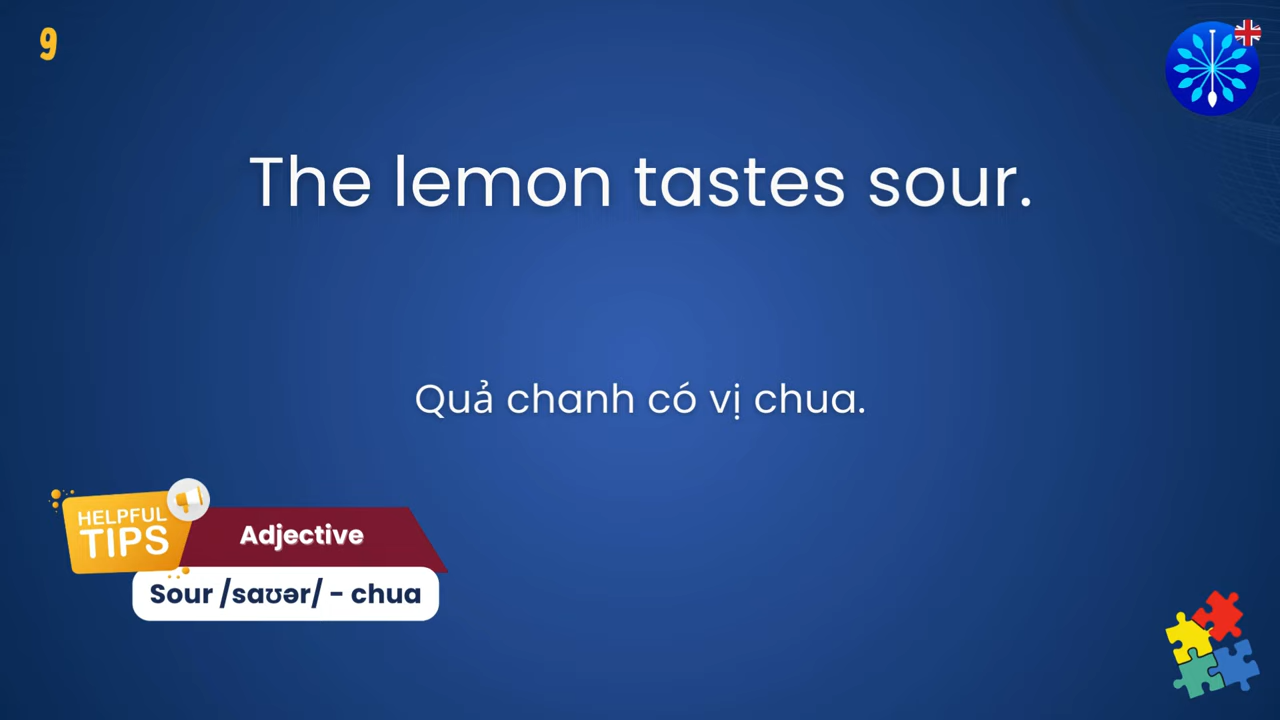 9
The lemon tastes sour.
Quả chanh có vị chua.
HELPFUL
TIPS
Adjective
Sour /saʊər/ - chua